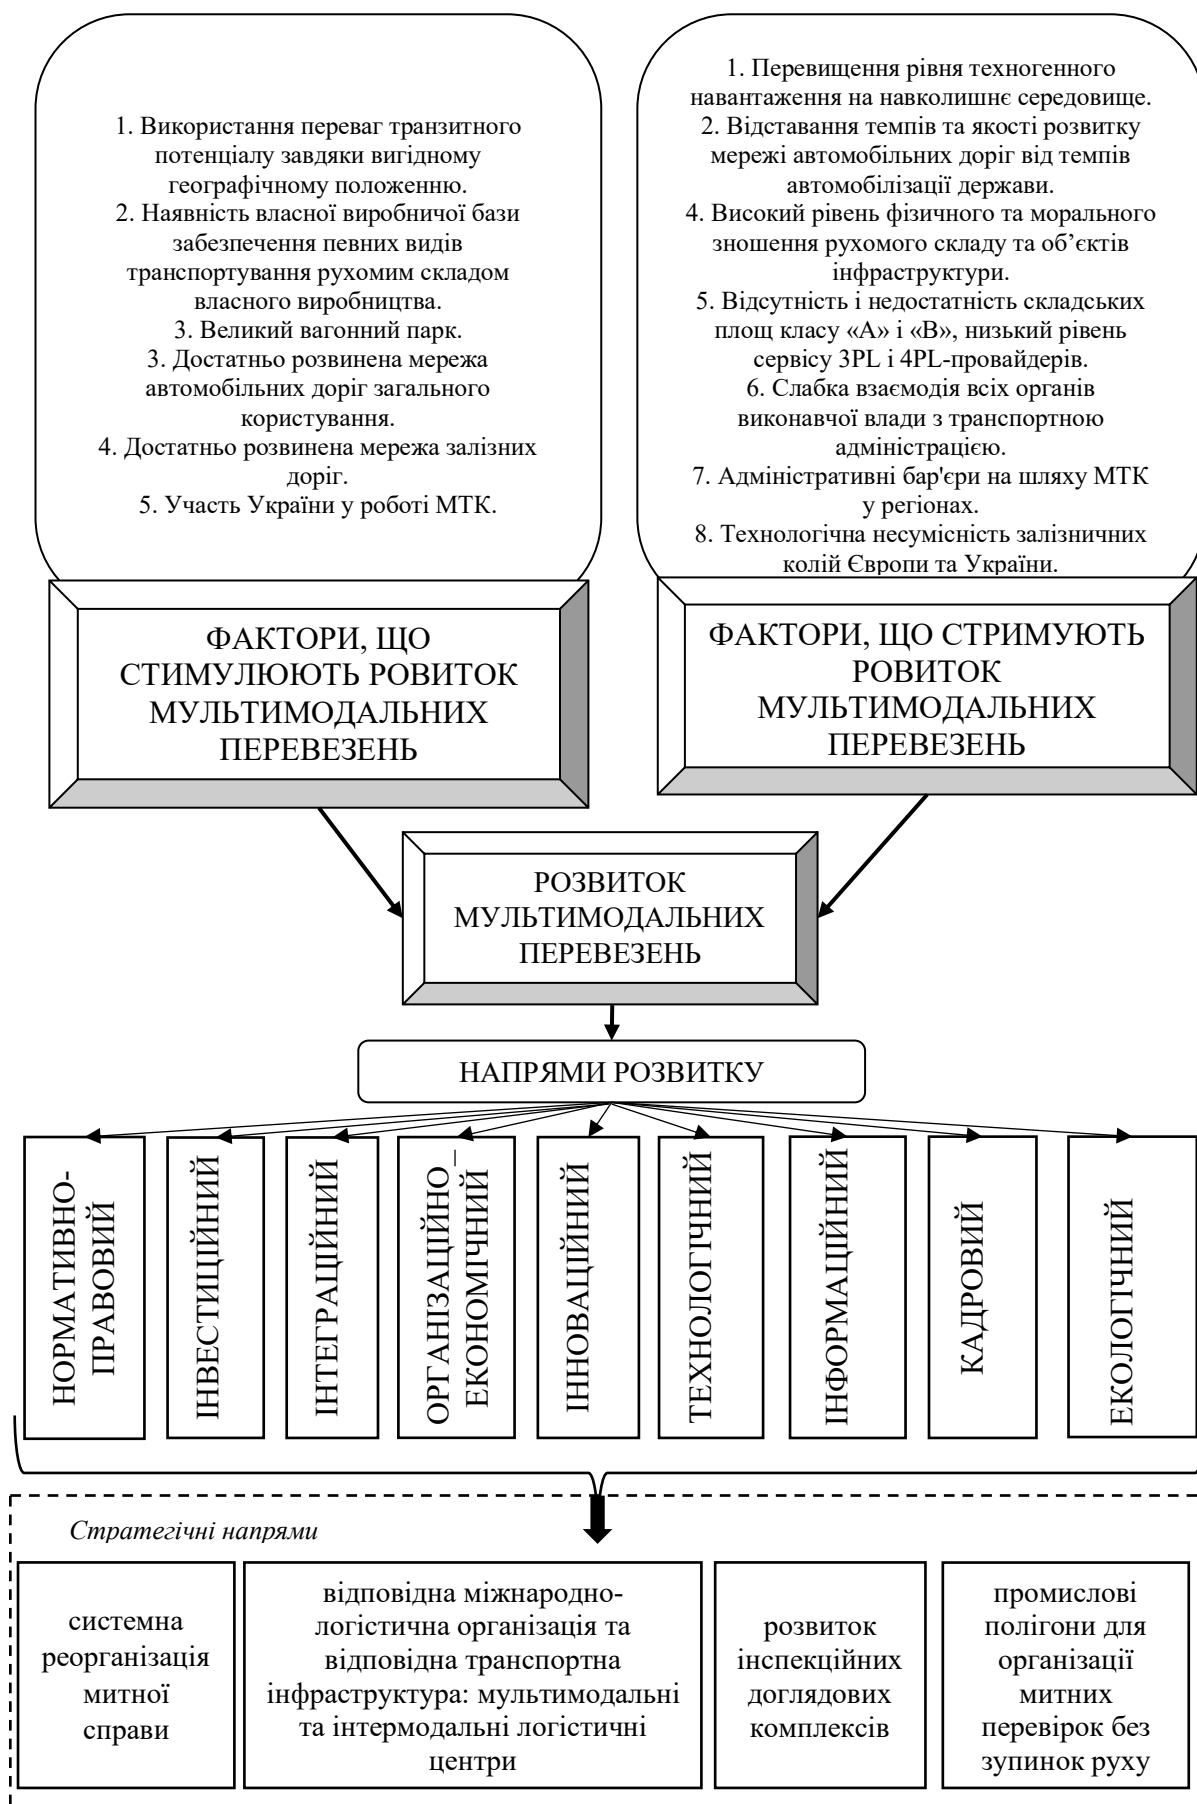 1. Використання переваг транзитного
потенціалу завдяки вигідному
географічному положенню.
2. Наявність власної виробничої бази
забезпечення певних видів
транспортування рухомим складом
власного виробництва.
3. Великий вагонний парк.
3. Достатньо розвинена мережа
автомобільних доріг загального
користування.
4. Достатньо розвинена мережа залізних
доріг.
5. Участь України у роботі МТК.
1. Перевищення рівня техногенного
навантаження на навколишнє середовище.
2. Відставання темпів та якості розвитку
мережі автомобільних доріг від темпів
автомобілізації держави.
4. Високий рівень фізичного та морального
зношення рухомого складу та об’єктів
інфраструктури.
5. Відсутність і недостатність складських
площ класу «А» і «В», низький рівень
сервісу 3PL і 4PL-провайдерів.
6. Слабка взаємодія всіх органів
виконавчої влади з транспортною
адміністрацією.
7. Адміністративні бар'єри на шляху МТК
у регіонах.
8. Технологічна несумісність залізничних
колій Європи та України.
ФАКТОРИ, ЩО
СТИМУЛЮЮТЬ РОВИТОК
МУЛЬТИМОДАЛЬНИХ
ПЕРЕВЕЗЕНЬ
ФАКТОРИ, ЩО СТРИМУЮТЬ
РОВИТОК
МУЛЬТИМОДАЛЬНИХ
ПЕРЕВЕЗЕНЬ
РОЗВИТОК
МУЛЬТИМОДАЛЬНИХ
ПЕРЕВЕЗЕНЬ
НАПРЯМИ РОЗВИТКУ
НОРМАТИВНО-
ПРАВОВИЙ
ІНВЕСТИЦІЙНИЙ
ІНТЕГРАЦІЙНИЙ
ОРГАНІЗАЦІЙНО_
ЕКОНОМІЧНИЙ
ІННОВАЦІЙНИЙ
ТЕХНОЛОГІЧНИЙ
ІНФОРМАЦІЙНИЙ
КАДРОВИЙ
ЕКОЛОГІЧНИЙ
Стратегічні напрями
системна
реорганізація
митної
справи
відповідна міжнародно-
логістична організація та
відповідна транспортна
інфраструктура: мультимодальні
та інтермодальні логістичні
центри
розвиток
інспекційних
доглядових
комплексів
промислові
полігони для
організації
митних
перевірок без
зупинок руху